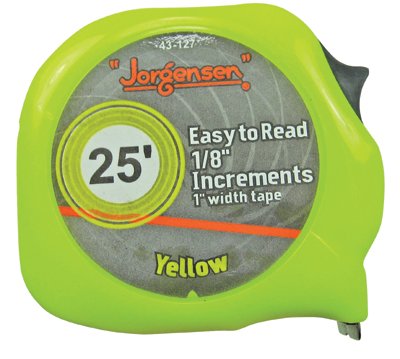 43-127
"Jorgensen"
25'
Easy to Read
1/8"
Increments
1" width tape
Yellow